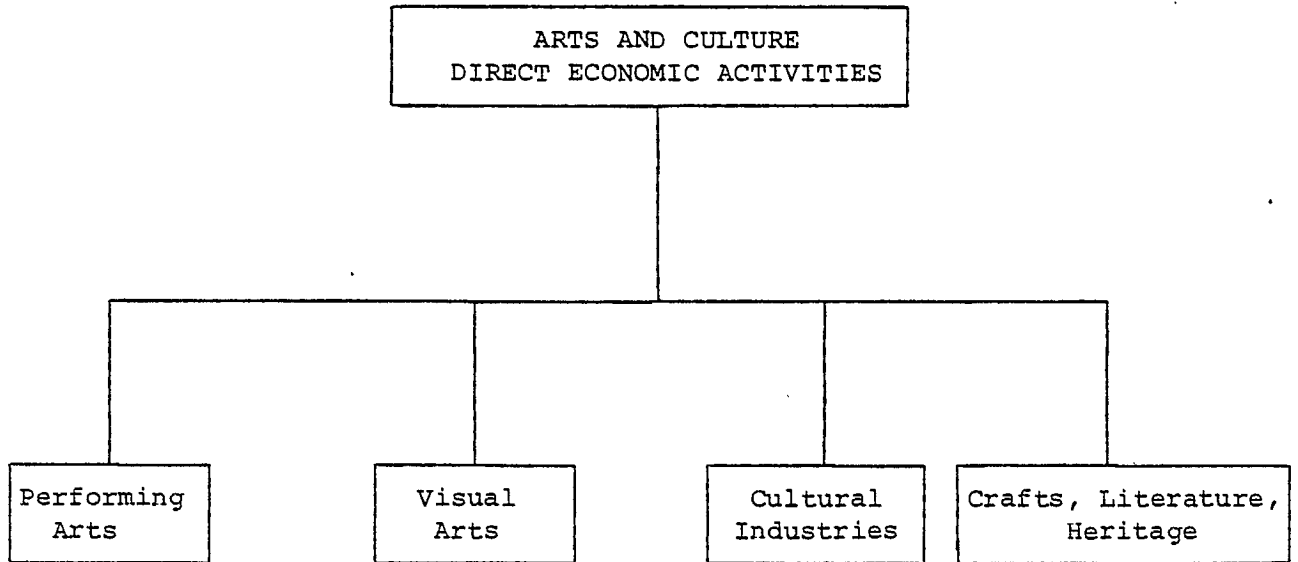 ARTS AND CULTURE
DIRECT ECONOMIC ACTIVITIES
Performing
Arts
Visual
Arts
Cultural
Industries
Crafts, Literature,
Heritage